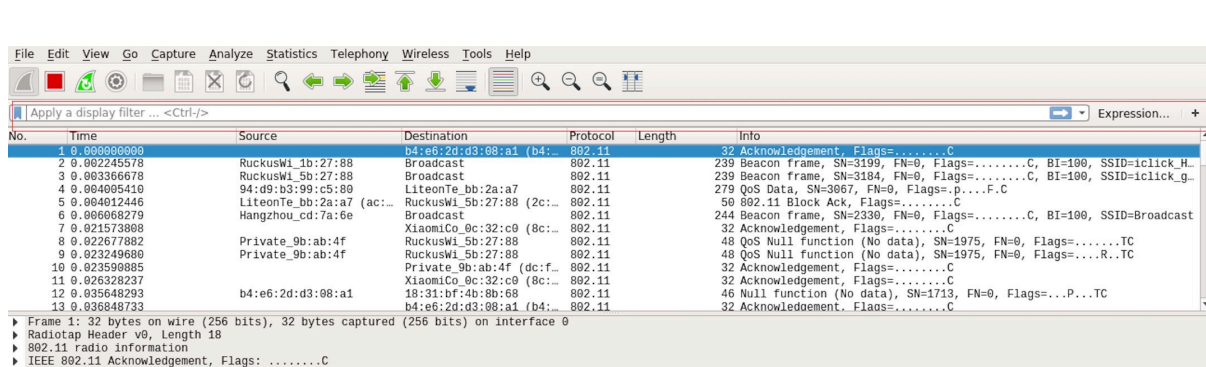 File Edit View Go Capture Analyze Statistics Telephony Wireless Tools Help
Apply a display filter ... <Ctrl-/> Expression... +
No. Time Source Destination Protocol Length Info
1 0.000000000 b4:e6:2d:d3:08:a1 (b4:… 802.11 32 Acknowledgement, Flags=........C
2 0.002245578 RuckusWi_1b:27:88 Broadcast 802.11 239 Beacon frame, SN=3199, FN=0, Flags=........C, BI=100, SSID=iclick_H…
3 0.003366678 RuckusWi_5b:27:88 Broadcast 802.11 239 Beacon frame, SN=3184, FN=0, Flags=........C, BI=100, SSID=iclick_g…
4 0.004005410 94:d9:b3:99:c5:80 LiteonTe_bb:2a:a7 802.11 279 QoS Data, SN=3067, FN=0, Flags=.p....F.C
5 0.004012446 LiteonTe_bb:2a:a7 (ac:… RuckusWi_5b:27:88 (2c:… 802.11 50 802.11 Block Ack, Flags=........C
6 0.006068279 Hangzhou_cd:7a:6e Broadcast 802.11 244 Beacon frame, SN=2330, FN=0, Flags=........C, BI=100, SSID=Broadcast
7 0.021573808 XiaomiCo_0c:32:c0 (8c:… 802.11 32 Acknowledgement, Flags=........C
8 0.022677882 Private_9b:ab:4f RuckusWi_5b:27:88 802.11 48 QoS Null function (No data), SN=1975, FN=0, Flags=.......TC
9 0.023249680 Private_9b:ab:4f RuckusWi_5b:27:88 802.11 48 QoS Null function (No data), SN=1975, FN=0, Flags=....R..TC
10 0.023590885 Private_9b:ab:4f (dc:f… 802.11 32 Acknowledgement, Flags=........C
11 0.026328237 XiaomiCo_0c:32:c0 (8c:… 802.11 32 Acknowledgement, Flags=........C
12 0.035648293 b4:e6:2d:d3:08:a1 18:31:bf:4b:8b:68 802.11 46 Null function (No data), SN=1713, FN=0, Flags=...P...TC
13 0.036848733 b4:e6:2d:d3:08:a1 (b4:… 802.11 32 Acknowledgement, Flags=........C
Frame 1: 32 bytes on wire (256 bits), 32 bytes captured (256 bits) on interface 0
Radiotap Header v0, Length 18
802.11 radio information
IEEE 802.11 Acknowledgement, Flags: ........C